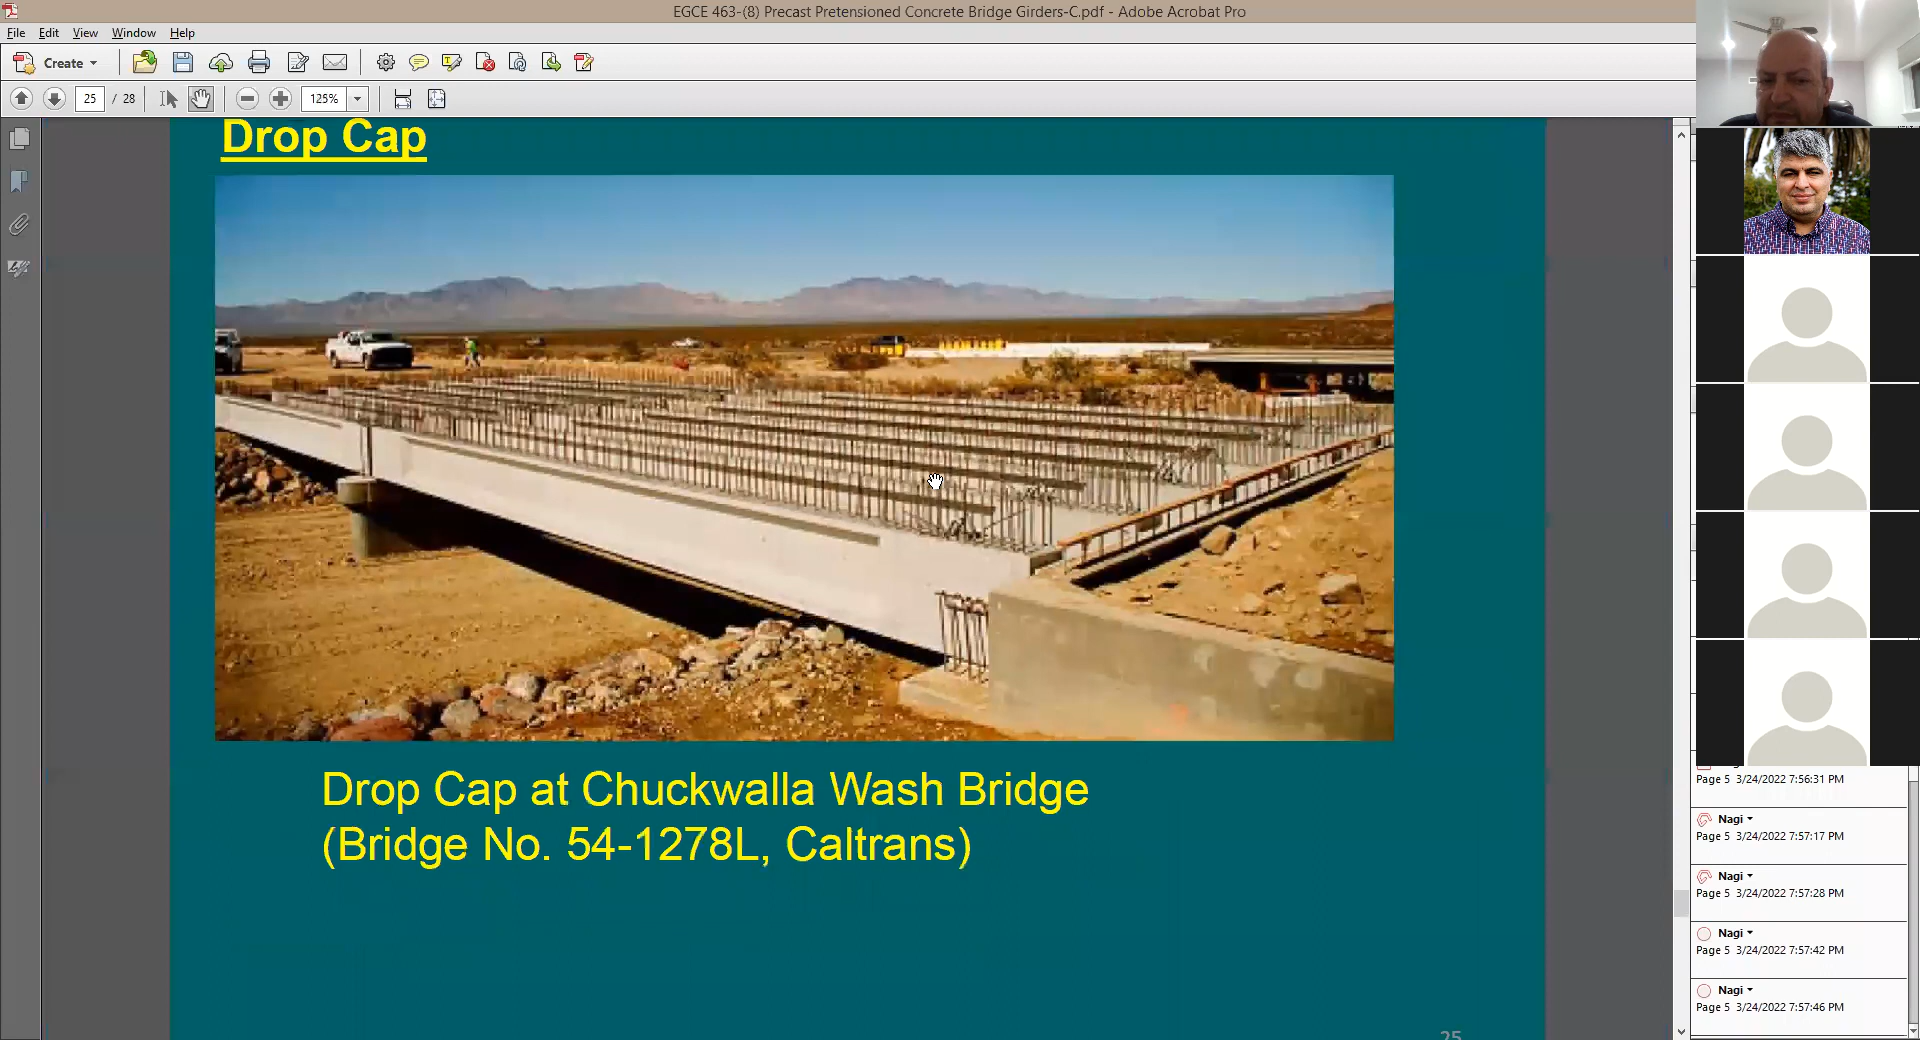 EGCE 463-(8) Precast Pretensioned Concrete Bridge Girders-C.pdf - Adobe Acrobat Pro
File Edit View Window Help
Create
25 / 28 125%
Drop Cap
Drop Cap at Chuckwalla Wash Bridge
(Bridge No. 54-1278L, Caltrans)
25
Page 5 3/24/2022 7:56:31 PM
Nagi
Page 5 3/24/2022 7:57:17 PM
Nagi
Page 5 3/24/2022 7:57:28 PM
Nagi
Page 5 3/24/2022 7:57:42 PM
Nagi
Page 5 3/24/2022 7:57:46 PM